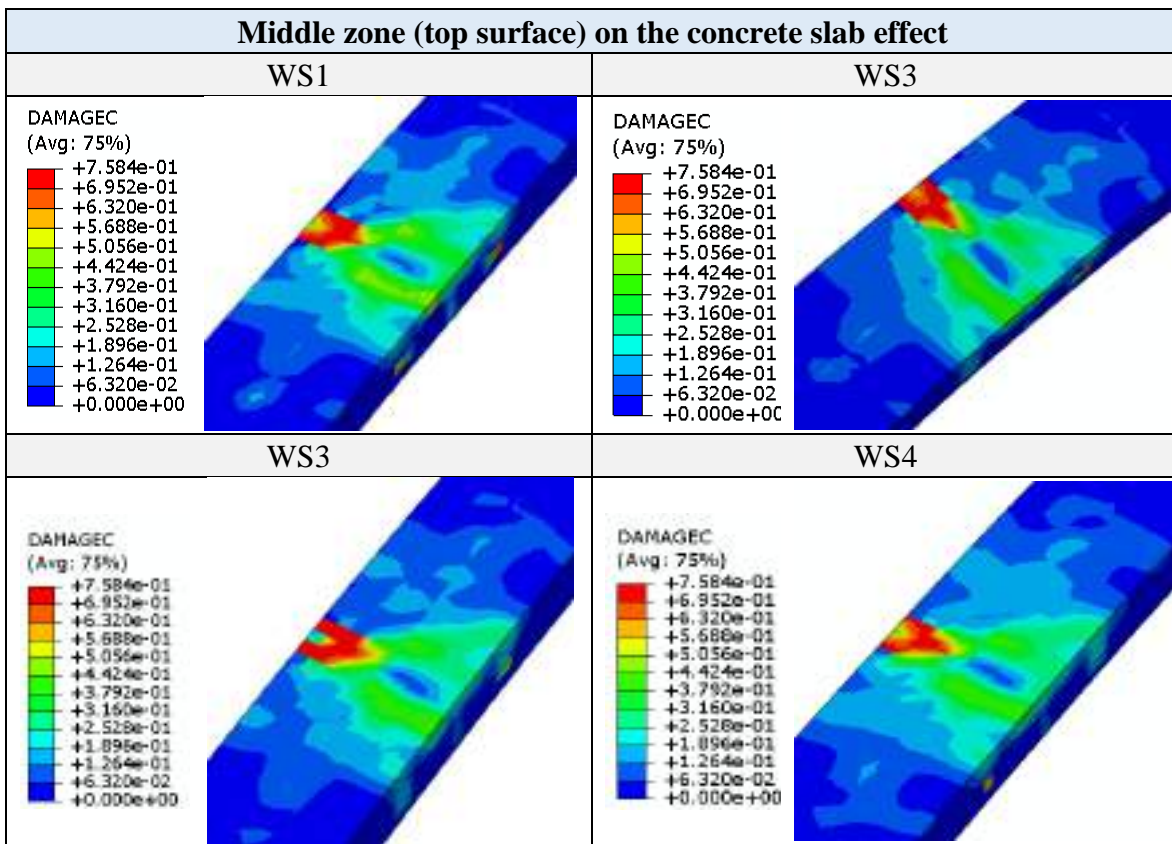 Middle zone (top surface) on the concrete slab effect
WS1
WS3
DAMAGEC
(Avg: 75%)
+7.584e-01
+6.952e-01
+6.320e-01
+5.688e-01
+5.056e-01
+4.424e-01
+3.792e-01
+3.160e-01
+2.528e-01
+1.896e-01
+1.264e-01
+6.320e-02
+0.000e+00
DAMAGEC
(Avg: 75%)
+7.584e-01
+6.952e-01
+6.320e-01
+5.688e-01
+5.056e-01
+4.424e-01
+3.792e-01
+3.160e-01
+2.528e-01
+1.896e-01
+1.264e-01
+6.320e-02
+0.000e+00
WS3
WS4
DAMAGEC
(Avg: 75%)
+7.584e-01
+6.952e-01
+6.320e-01
+5.688e-01
+5.056e-01
+4.424e-01
+3.792e-01
+3.160e-01
+2.528e-01
+1.896e-01
+1.264e-01
+6.320e-02
+0.000e+00
DAMAGEC
(Avg: 75%)
+7.584e-01
+6.952e-01
+6.320e-01
+5.688e-01
+5.056e-01
+4.424e-01
+3.792e-01
+3.160e-01
+2.528e-01
+1.896e-01
+1.264e-01
+6.320e-02
+0.000e+00